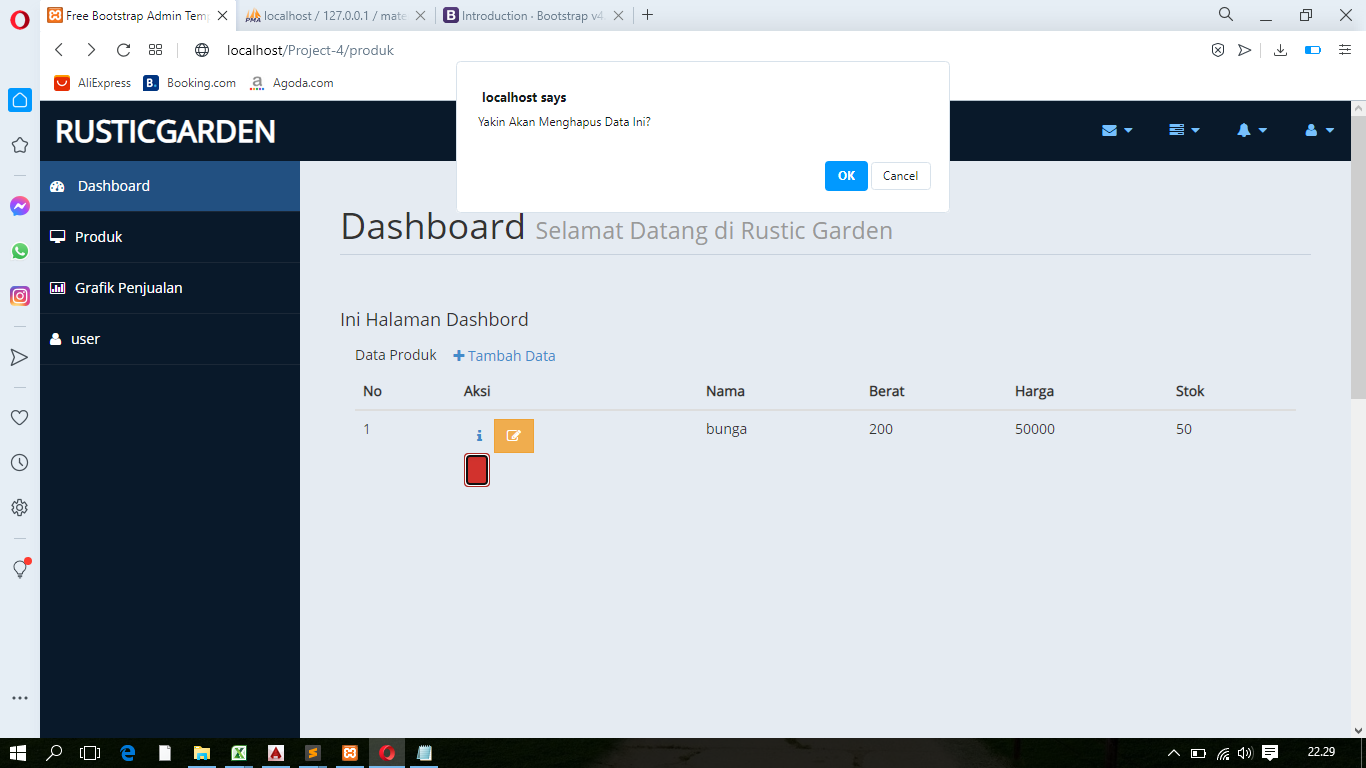 Free Bootstrap Admin Temp
localhost / 127.0.0.1 / mate
Introduction · Bootstrap v4
localhost/Project-4/produk
AliExpress
Booking.com
Agoda.com
localhost says
Yakin Akan Menghapus Data Ini?
OK
Cancel
RUSTICGARDEN
Dashboard
Produk
Grafik Penjualan
user
Dashboard Selamat Datang di Rustic Garden
Ini Halaman Dashbord
Data Produk Tambah Data
No Aksi Nama Berat Harga Stok
1 bunga 200 50000 50
22.29